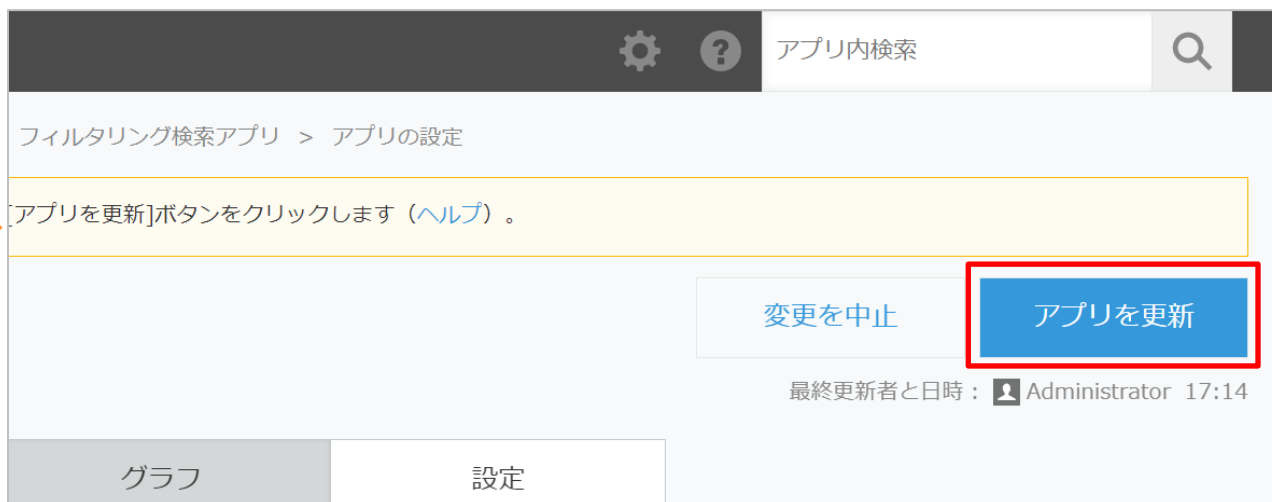 アプリ内検索
フィルタリング検索アプリ > アプリの設定
[アプリを更新]ボタンをクリックします（ヘルプ）。
変更を中止 アプリを更新
最終更新者と日時： Administrator 17:14
グラフ 設定